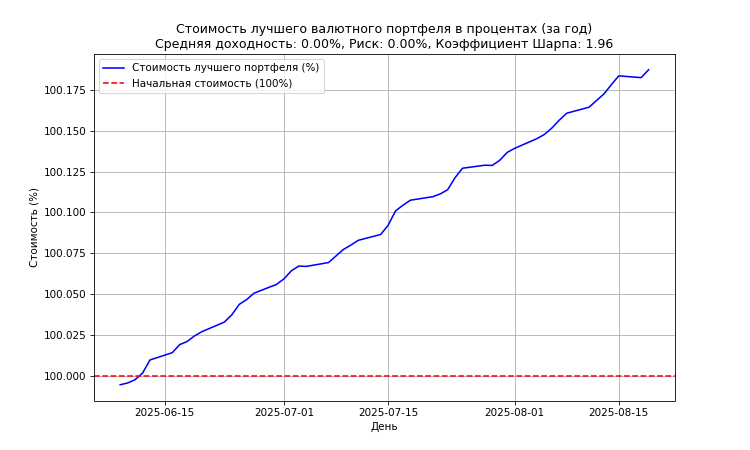 Стоимость лучшего валютного портфеля в процентах (за год)
Средняя доходность: 0.00%, Риск: 0.00%, Коэффициент Шарпа: 1.96
Стоимость лучшего портфеля (%)
Начальная стоимость (100%)
100.175
100.150
100.125
100.100
100.075
100.050
100.025
100.000
Стоимость (%)
2025-06-15
2025-07-01
2025-07-15
2025-08-01
2025-08-15
День